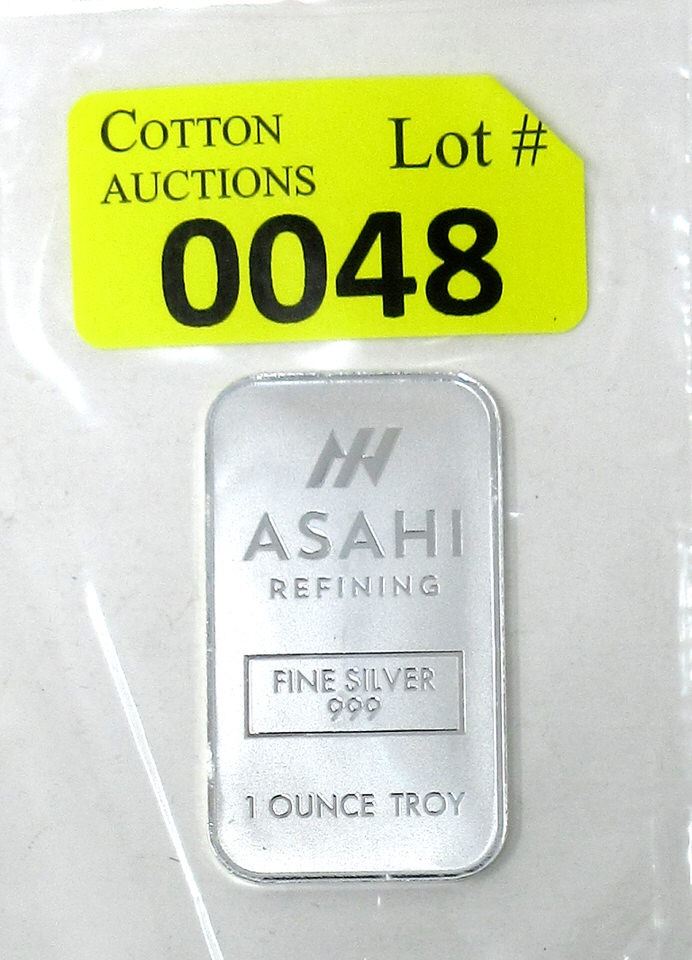 COTTON
AUCTIONS
Lot #
0048
ASAHI
REFINING
FINE SILVER
999
1 OUNCE TROY